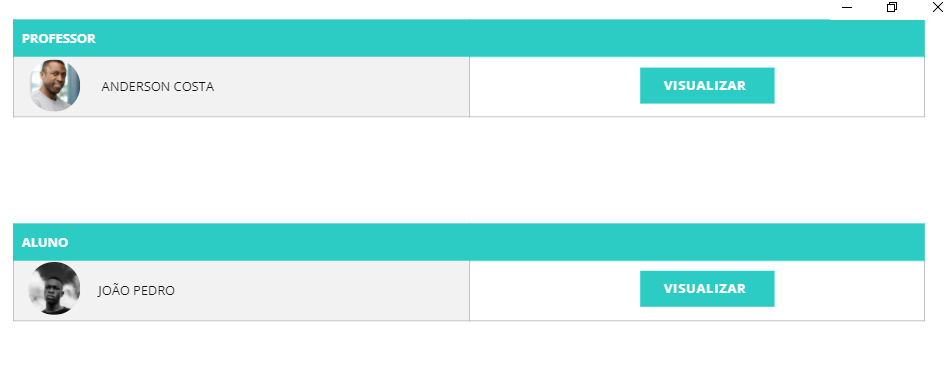 PROFESSOR
ANDERSON COSTA
VISUALIZAR
ALUNO
JOÃO PEDRO
VISUALIZAR